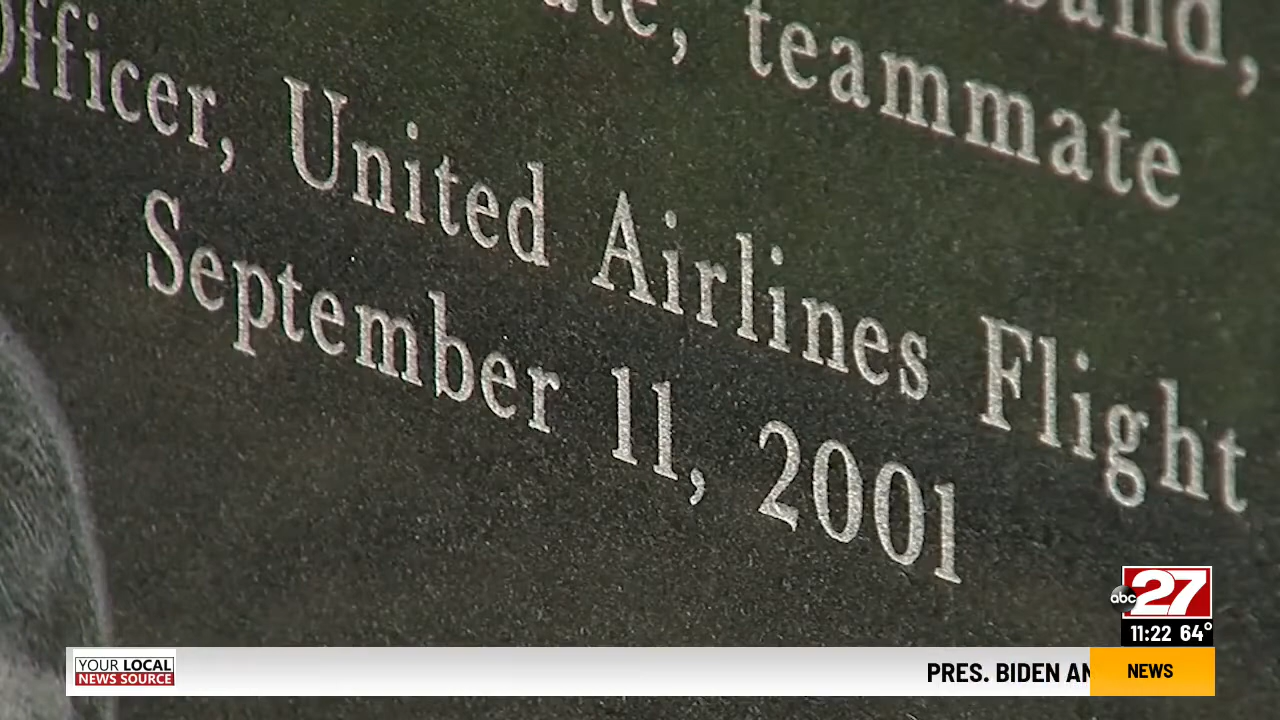 teammate
Officer, United Airlines Flight
September 11, 2001
abc 27
11:22 64°
YOUR LOCAL
NEWS SOURCE
PRES. BIDEN AN
NEWS